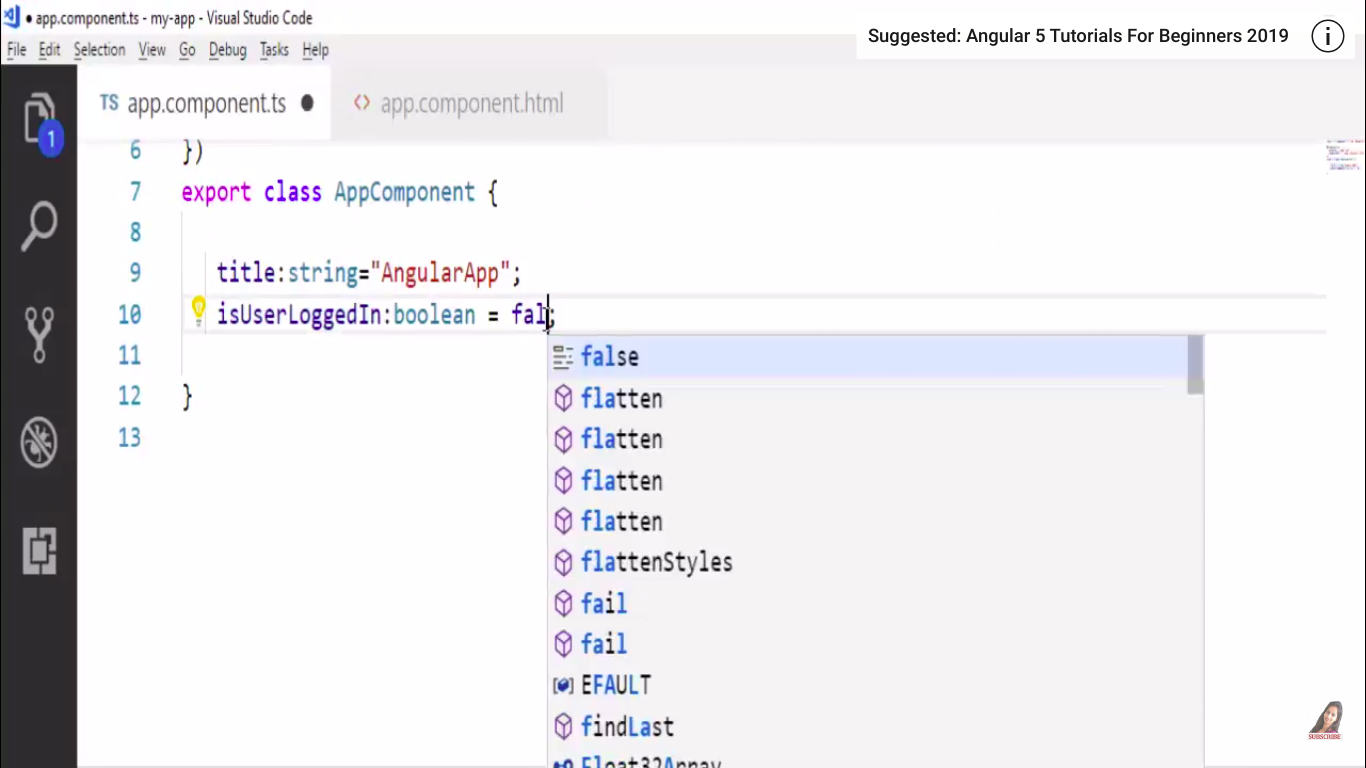 app.component.ts - my-app - Visual Studio Code
File Edit Selection View Go Debug Tasks Help
Suggested: Angular 5 Tutorials For Beginners 2019
TS app.component.ts
<> app.component.html
1
6 })
7 export class AppComponent {
8
9 title:string="AngularApp";
10 isUserLoggedIn:boolean = fal;
11
12 }
13
false
flatten
flatten
flatten
flatten
flattenStyles
fail
fail
EFAULT
findLast
Float32Array
SUBSCRIBE